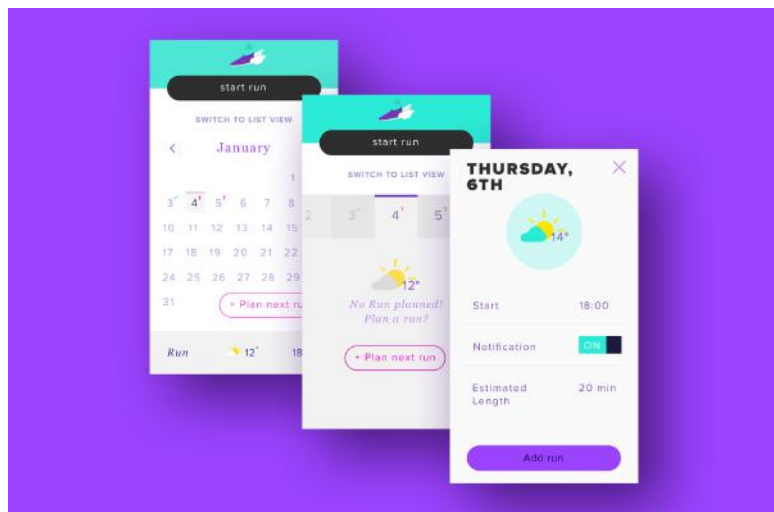 start run
SWITCH TO LIST VIEW
< January
1
3 4 5 6 7 8
10 11 12 13 14 15
17 18 19 20 21 22
24 25 26 27 28 29
31
+ Plan next ru
Run 12° 18
start run
SWITCH TO LIST VIEW
2 3 4 5
12°
No Run planned!
Plan a run?
+ Plan next run
THURSDAY,
6TH
14°
Start 18:00
Notification ON
Estimated
Length 20 min
Add run